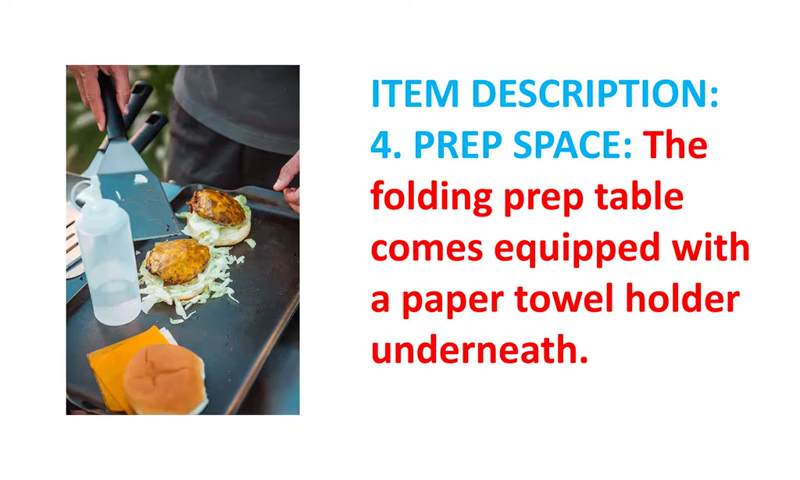 ITEM DESCRIPTION:
4. PREP SPACE: The
folding prep table
comes equipped with
a paper towel holder
underneath.